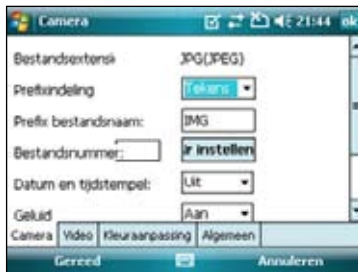 Camera 21:44 ok
Bestandsextensi JPG(JPEG)
Prefixindeling Tekens
Prefix bestandsnaam: IMG
Bestandsnummer: r instellen
Datum en tijdstempel: Uit
Geluid Aan
Camera Video Kleuraanpassing Algemeen
Gereed Annuleren